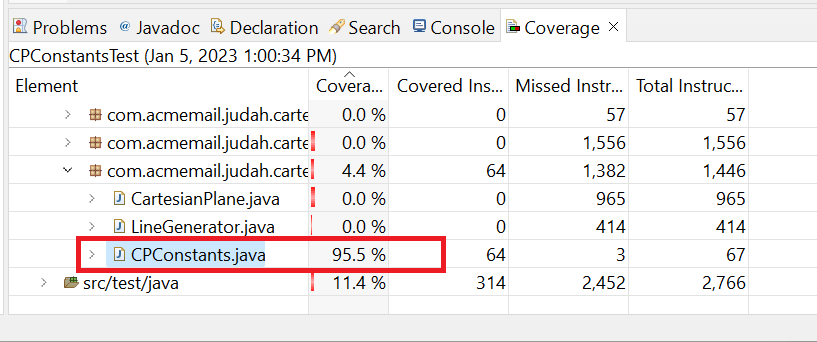 Problems @ Javadoc Declaration Search Console Coverage
CPConstantsTest (Jan 5, 2023 1:00:34 PM)
Element Covera... Covered Ins... Missed Instr... Total Instruc...
com.acmemail.judah.carte 0.0 % 0 57 57
com.acmemail.judah.carte 0.0 % 0 1,556 1,556
com.acmemail.judah.carte 4.4 % 64 1,382 1,446
CartesianPlane.java 0.0 % 0 965 965
LineGenerator.java 0.0 % 0 414 414
CPConstants.java 95.5 % 64 3 67
src/test/java 11.4 % 314 2,452 2,766